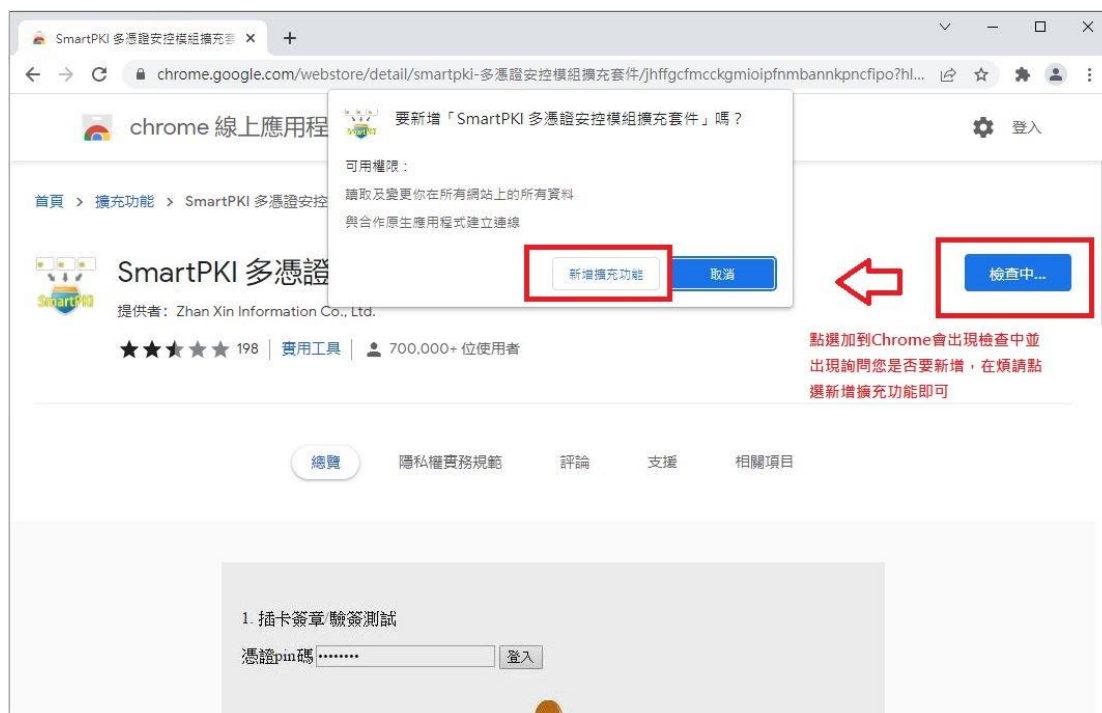 SmartPKI 多憑證安控模組擴充套
chrome.google.com/webstore/detail/smartpki-多憑證安控模組擴充套件/jhffgcfmcckgmioipfnmbannkpncfipo?hl...
chrome 線上應用程
登入
要新增「SmartPKI 多憑證安控模組擴充套件」嗎？
可用權限：
讀取及變更你在所有網站上的所有資料
與合作原生應用程式建立連線
新增擴充功能
取消
首頁 > 擴充功能 > SmartPKI 多憑證安控
SmartPKI
SmartPKI 多憑證
提供者：Zhan Xin Information Co., Ltd.
198
實用工具
700,000+ 位使用者
檢查中...
點選加到Chrome會出現檢查中並
出現詢問您是否要新增，在煩請點
選新增擴充功能即可
總覽
隱私權實務規範
評論
支援
相關項目
1. 插卡簽章/驗簽測試
憑證pin碼 ········
登入